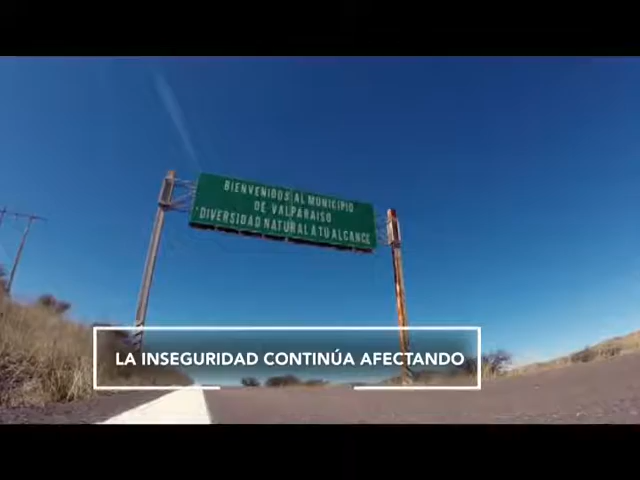 BIENVENIDOS AL MUNICIPIO
DE VALPARAISO
"DIVERSIDAD NATURAL A TU ALCANCE
LA INSEGURIDAD CONTINÚA AFECTANDO